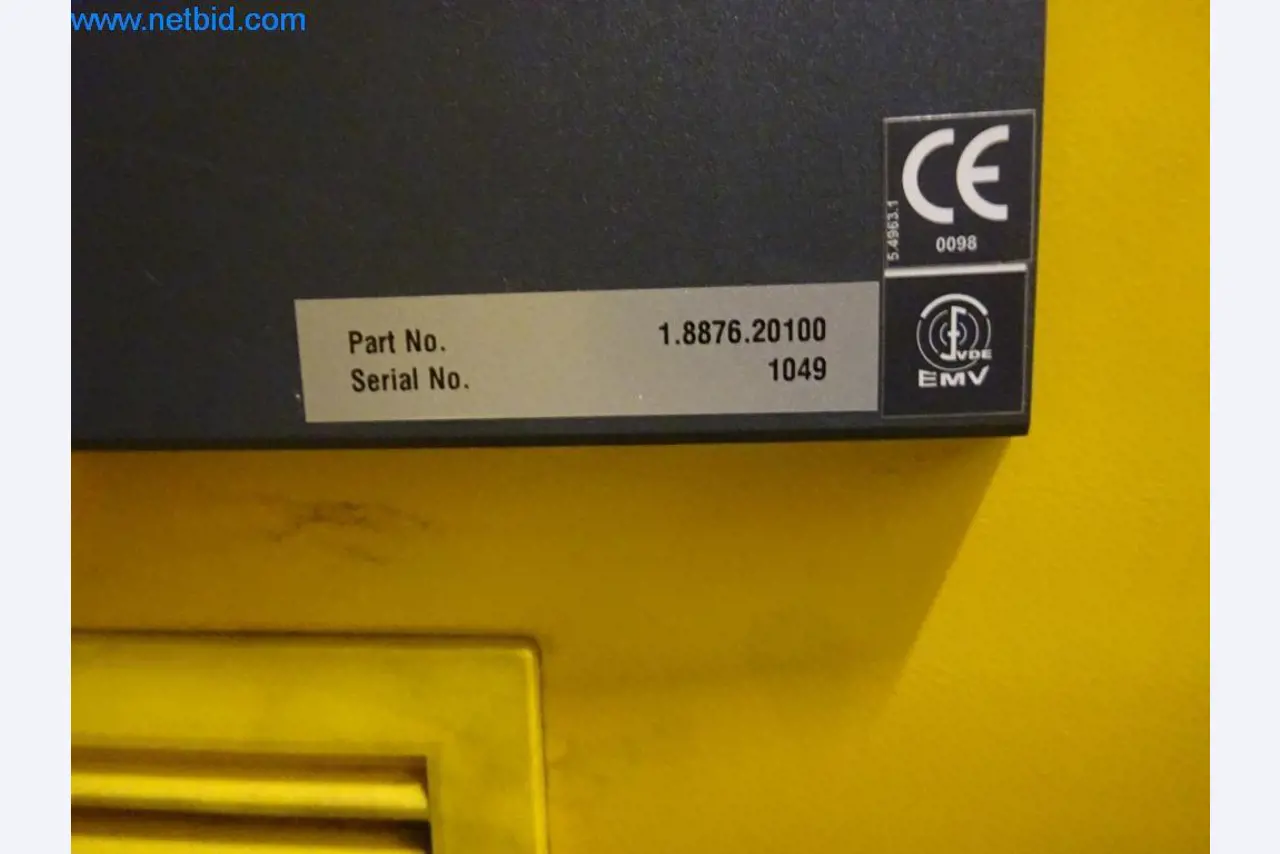 www.netbid.com
CE
5.4963.1
0098
Part No. 1.8876.20100
Serial No. 1049
VDE
EMV